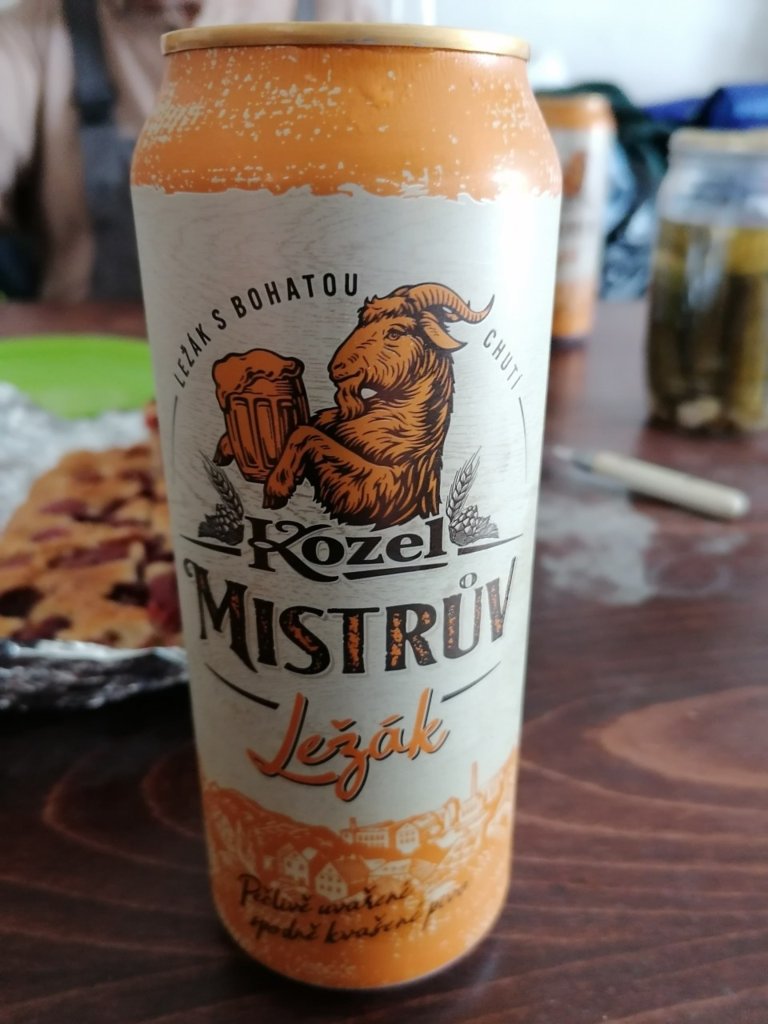 LEŽÁK S BOHATOU CHUTÍ
Kozel
MISTRŮV
Ležák
Pečlivě uvařené
spodně kvašené pivo